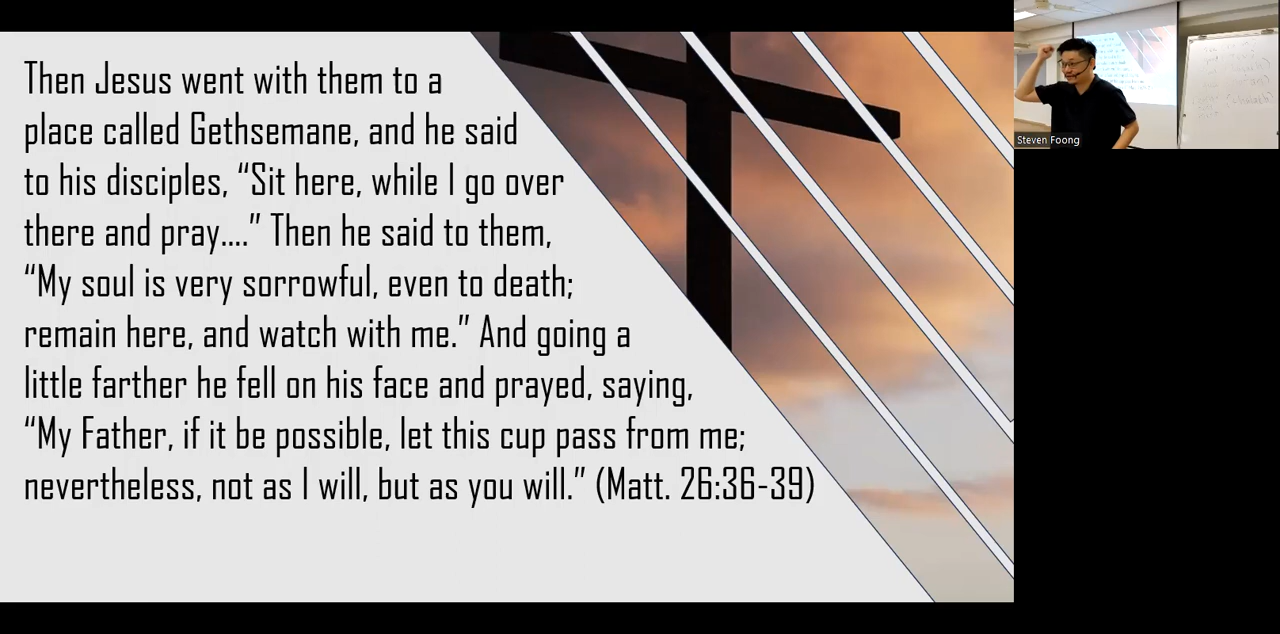 Then Jesus went with them to a
place called Gethsemane, and he said
to his disciples, “Sit here, while I go over
there and pray....” Then he said to them,
“My soul is very sorrowful, even to death;
remain here, and watch with me.” And going a
little farther he fell on his face and prayed, saying,
“My Father, if it be possible, let this cup pass from me;
nevertheless, not as I will, but as you will.” (Matt. 26:36-39)
Steven Foong